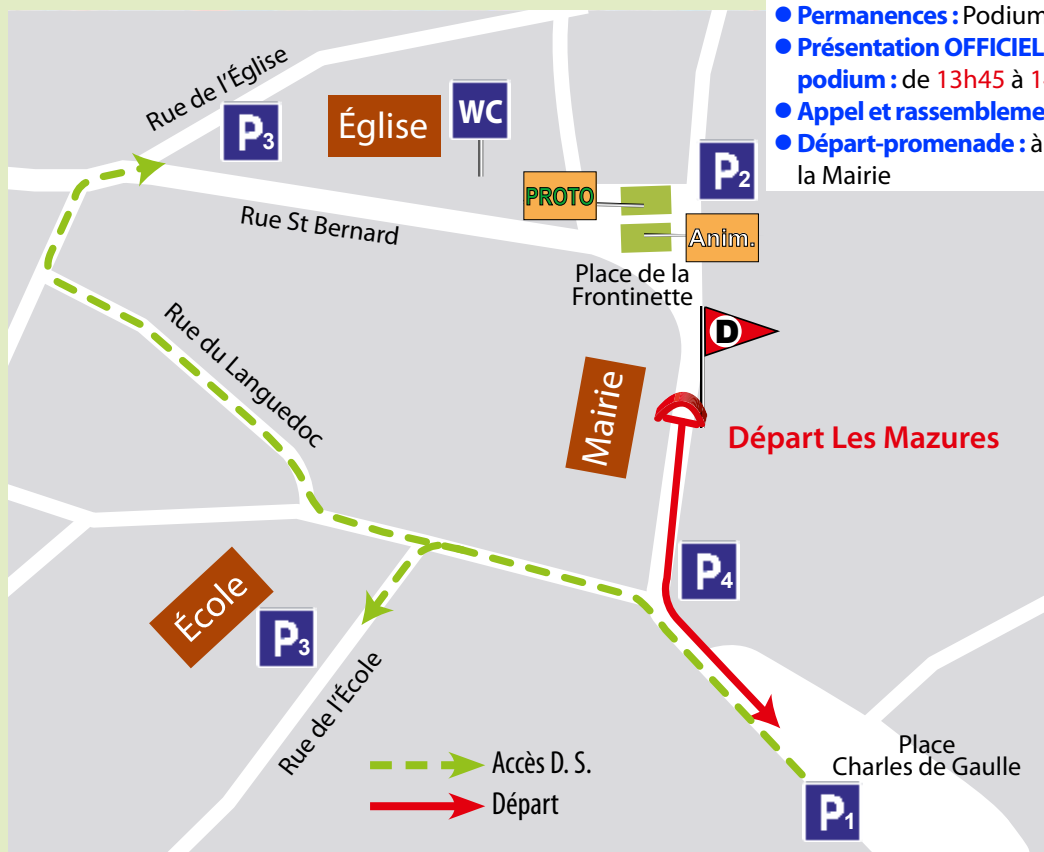 ● Permanences : Podium
● Présentation OFFICIEL
podium : de 13h45 à 1
● Appel et rassembleme
● Départ-promenade : à
la Mairie
Rue de l'Église
P3
Église
WC
P2
PROTO
Anim.
Rue St Bernard
Place de la
Frontinette
D
Rue du Languedoc
Mairie
Départ Les Mazures
P4
École
P3
Rue de l'École
Accès D. S.
Départ
Place
Charles de Gaulle
P1